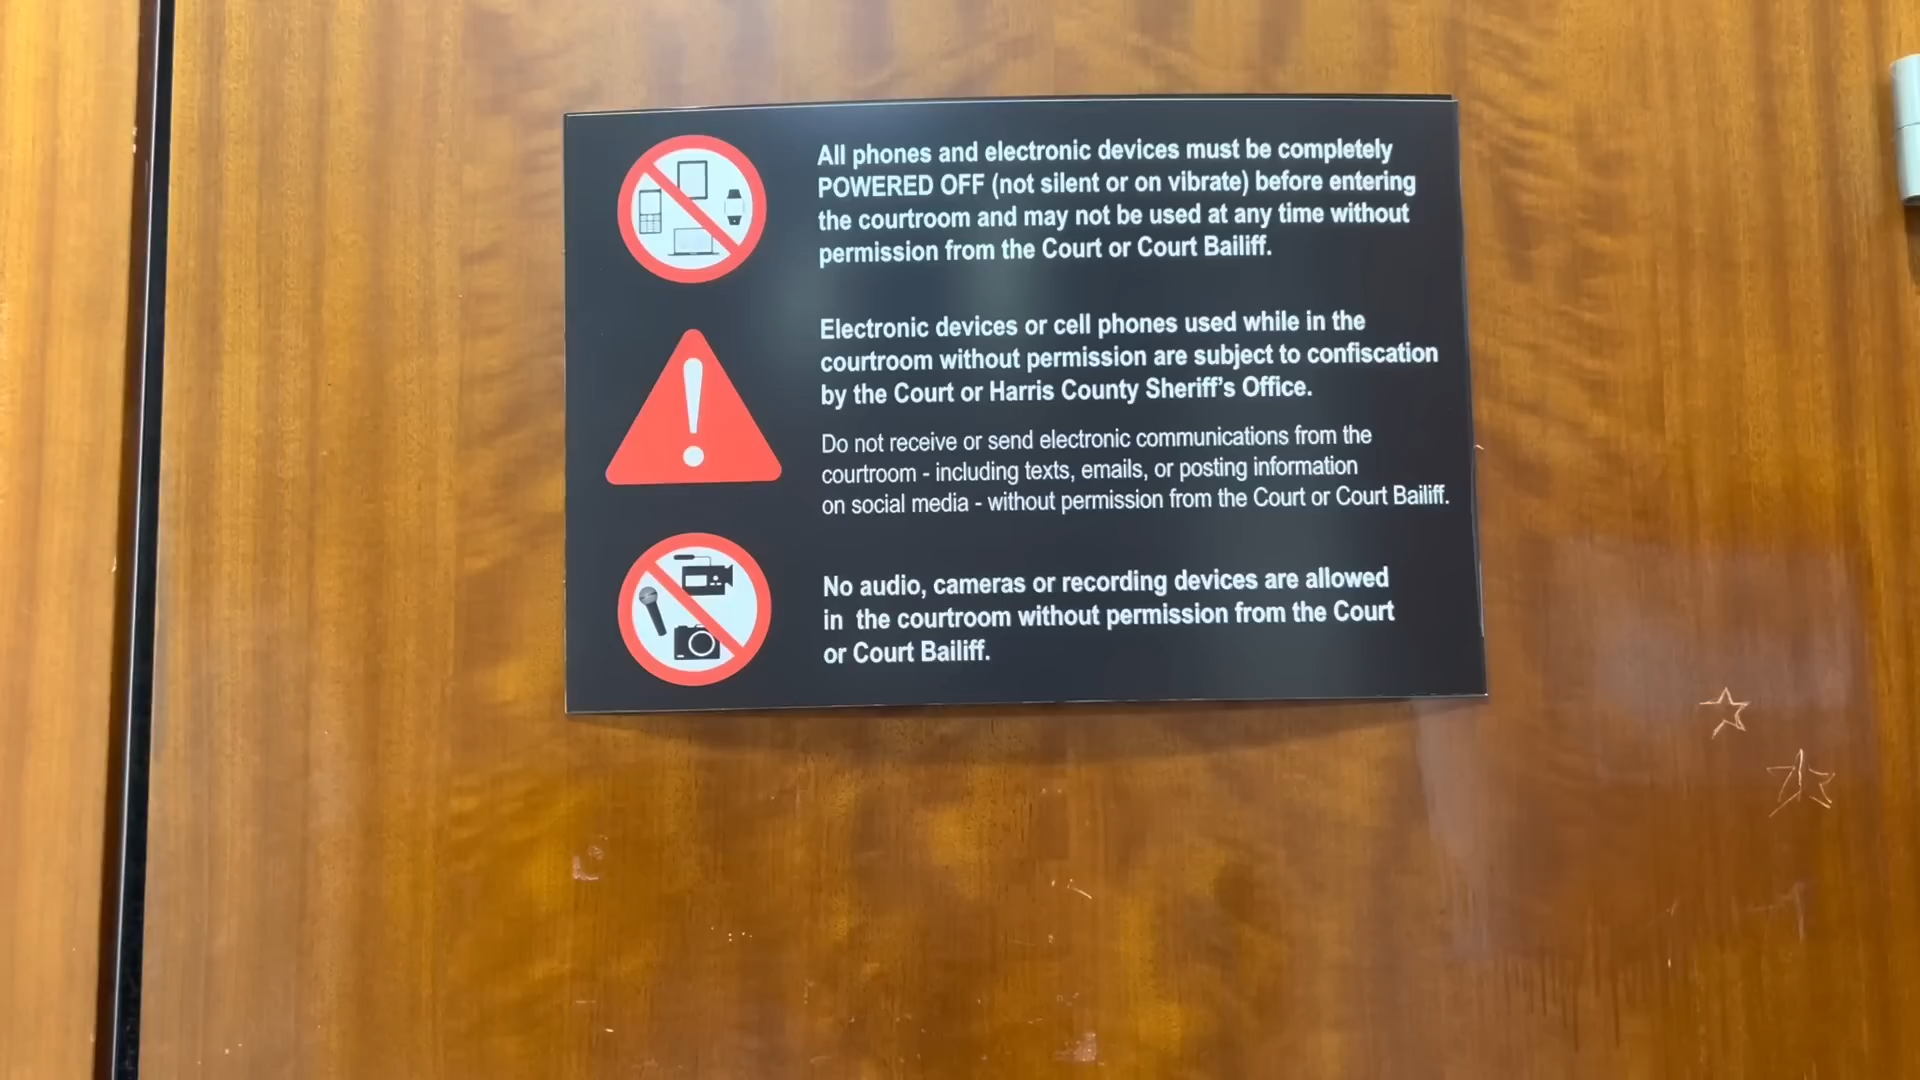 All phones and electronic devices must be completely
POWERED OFF (not silent or on vibrate) before entering
the courtroom and may not be used at any time without
permission from the Court or Court Bailiff.
Electronic devices or cell phones used while in the
courtroom without permission are subject to confiscation
by the Court or Harris County Sheriff's Office.
Do not receive or send electronic communications from the
courtroom - including texts, emails, or posting information
on social media - without permission from the Court or Court Bailiff.
No audio, cameras or recording devices are allowed
in the courtroom without permission from the Court
or Court Bailiff.